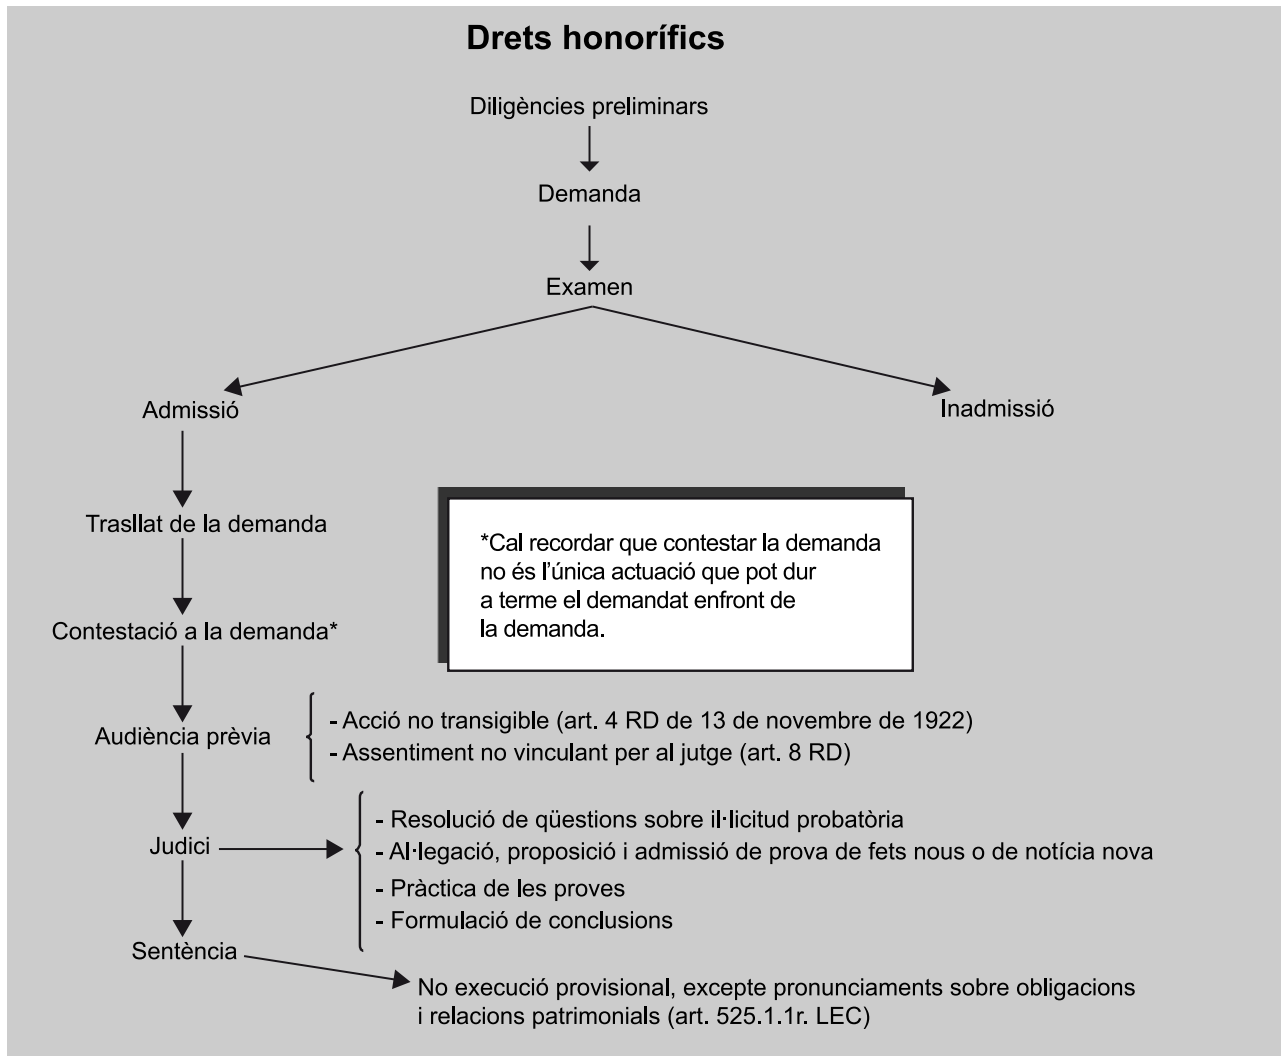 Drets honorífics
Diligències preliminars
Demanda
Examen
Admissió
Inadmissió
Trasllat de la demanda
*Cal recordar que contestar la demanda
no és l'única actuació que pot dur
a terme el demandat enfront de
la demanda.
Contestació a la demanda*
Audiència prèvia
- Acció no transigible (art. 4 RD de 13 de novembre de 1922)
- Assentiment no vinculant per al jutge (art. 8 RD)
Judici
- Resolució de qüestions sobre il·licitud probatòria
- Al·legació, proposició i admissió de prova de fets nous o de notícia nova
- Pràctica de les proves
- Formulació de conclusions
Sentència
No execució provisional, excepte pronunciaments sobre obligacions
i relacions patrimonials (art. 525.1.1r. LEC)